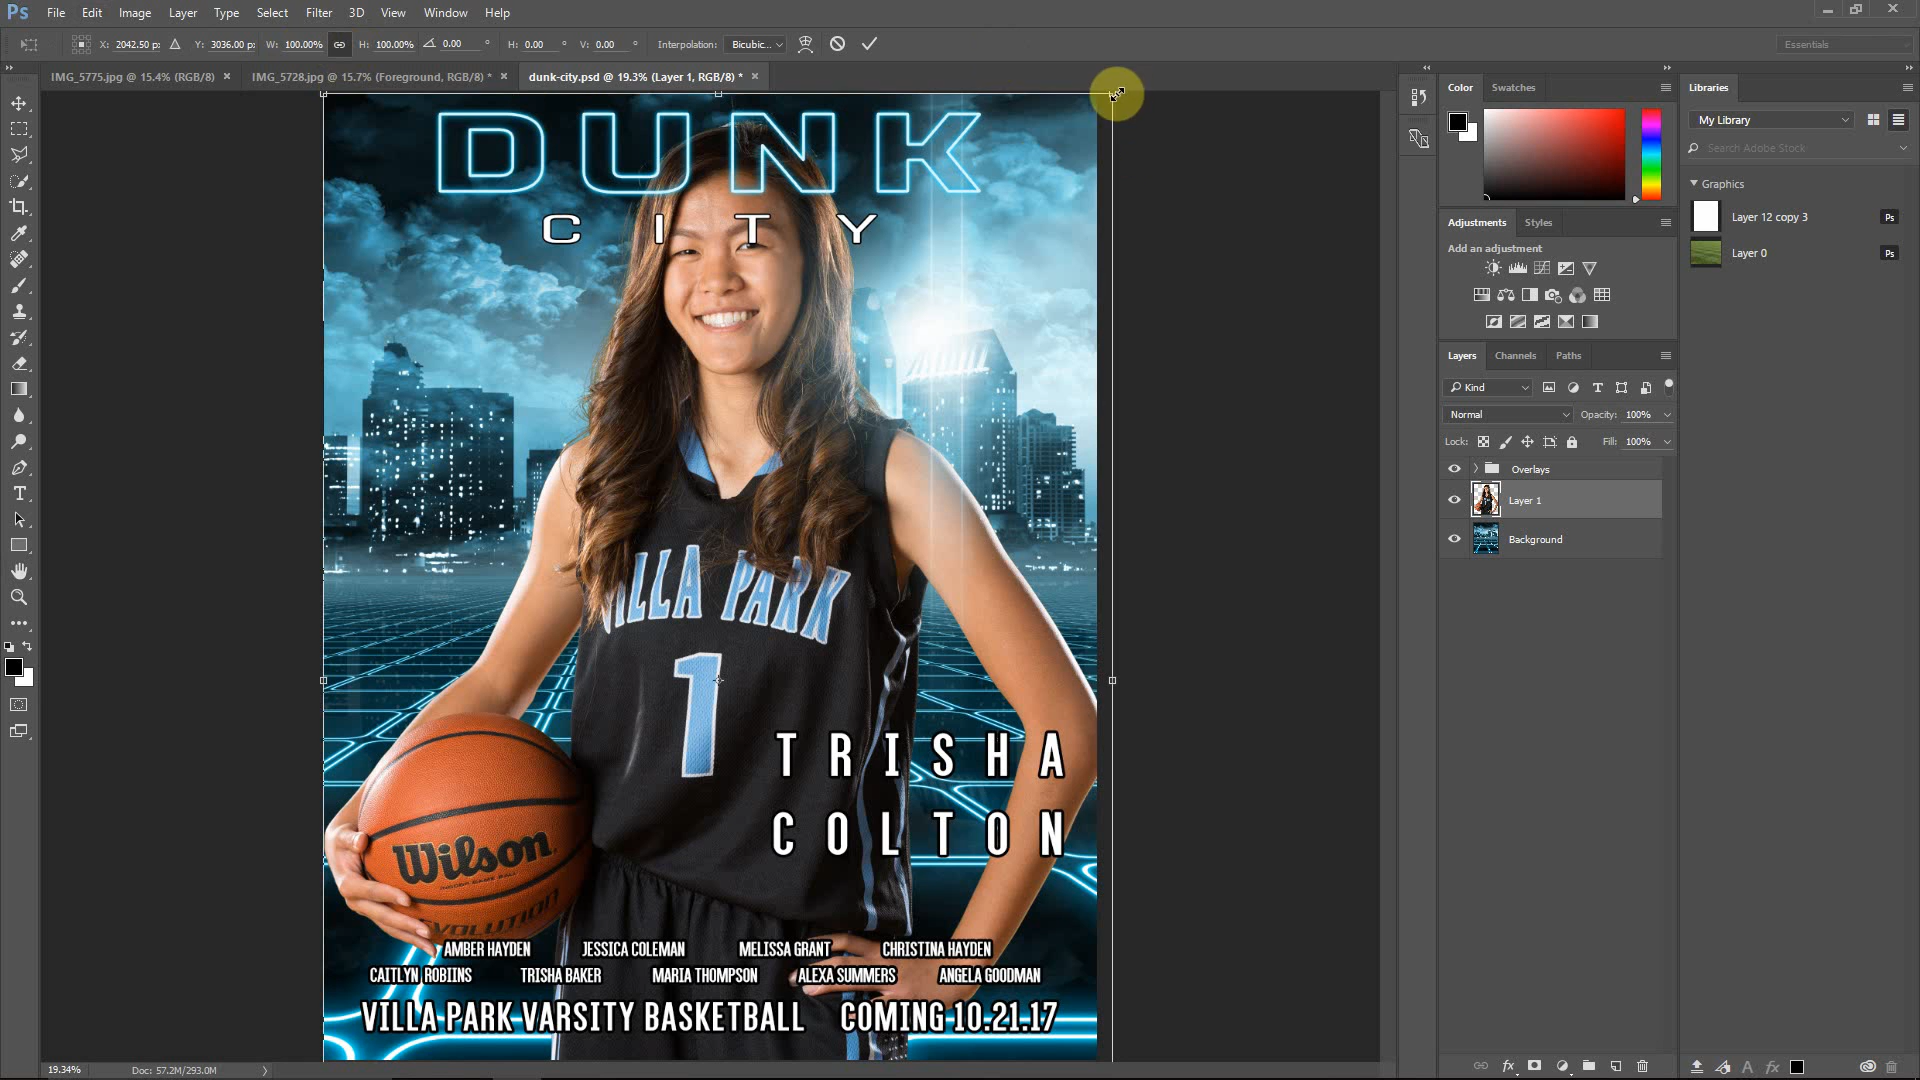 Ps File Edit Image Layer Type Select Filter 3D View Window Help
X: 2042.50 p: Y: 3036.00 p: W: 100.00% H: 100.00% 0.00 ° H: 0.00 ° V: 0.00 ° Interpolation: Bicubic... Essentials
IMG_5775.jpg @ 15.4% (RGB/8) × IMG_5728.jpg @ 15.7% (Foreground, RGB/8) * × dunk-city.psd @ 19.3% (Layer 1, RGB/8) * ×
Color Swatches
Libraries
My Library
Search Adobe Stock
Graphics
Layer 12 copy 3 Ps
Layer 0 Ps
Adjustments Styles
Add an adjustment
Layers Channels Paths
Kind
Normal Opacity: 100%
Lock: Fill: 100%
Overlays
Layer 1
Background
DUNK
CITY
VILLA PARK
1
TRISHA
COLTON
Wilson
EVOLUTION
AMBER HAYDEN JESSICA COLEMAN MELISSA GRANT CHRISTINA HAYDEN
CAITLYN ROBIINS TRISHA BAKER MARIA THOMPSON ALEXA SUMMERS ANGELA GOODMAN
VILLA PARK VARSITY BASKETBALL COMING 10.21.17
19.34% Doc: 57.2M/293.0M